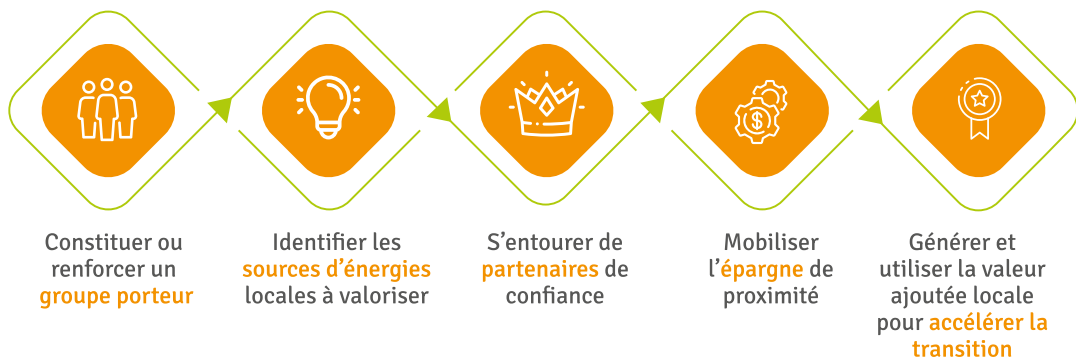 Constituer ou
renforcer un
groupe porteur
Identifier les
sources d'énergies
locales à valoriser
S'entourer de
partenaires de
confiance
$
Mobiliser
l'épargne de
proximité
Générer et
utiliser la valeur
ajoutée locale
pour accélérer la
transition